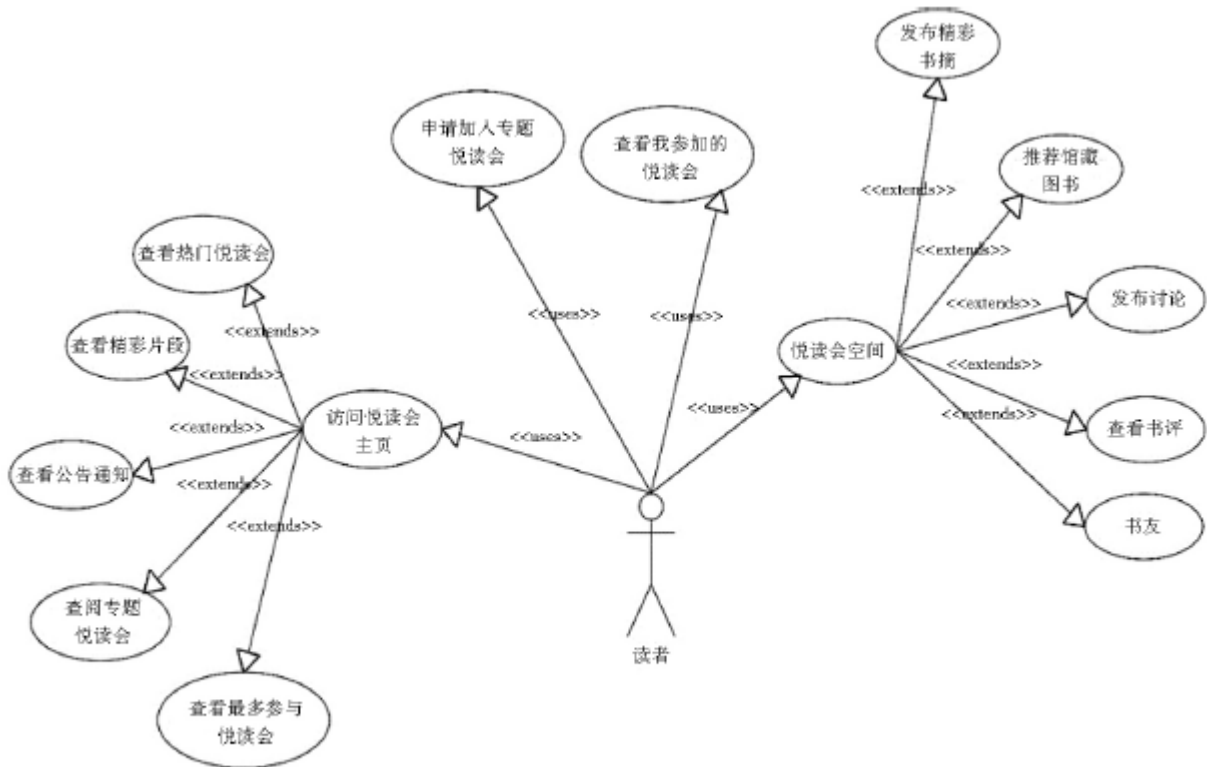 发布精彩
书摘
申请加入专题
悦读会
查看我参加的
悦读会
推荐馆藏
图书
<<extends>>
<<extends>>
查看热门悦读会
发布讨论
<<extends>>
<<uses>>
<<uses>>
<<extends>>
查看精彩片段
悦读会空间
<<extends>>
<<extends>>
<<extends>>
<<uses>>
<<extends>>
访问悦读会
主页
<<uses>>
查看书评
查看公告通知
<<extends>>
<<extends>>
书友
查阅专题
悦读会
读者
查看最多参与
悦读会